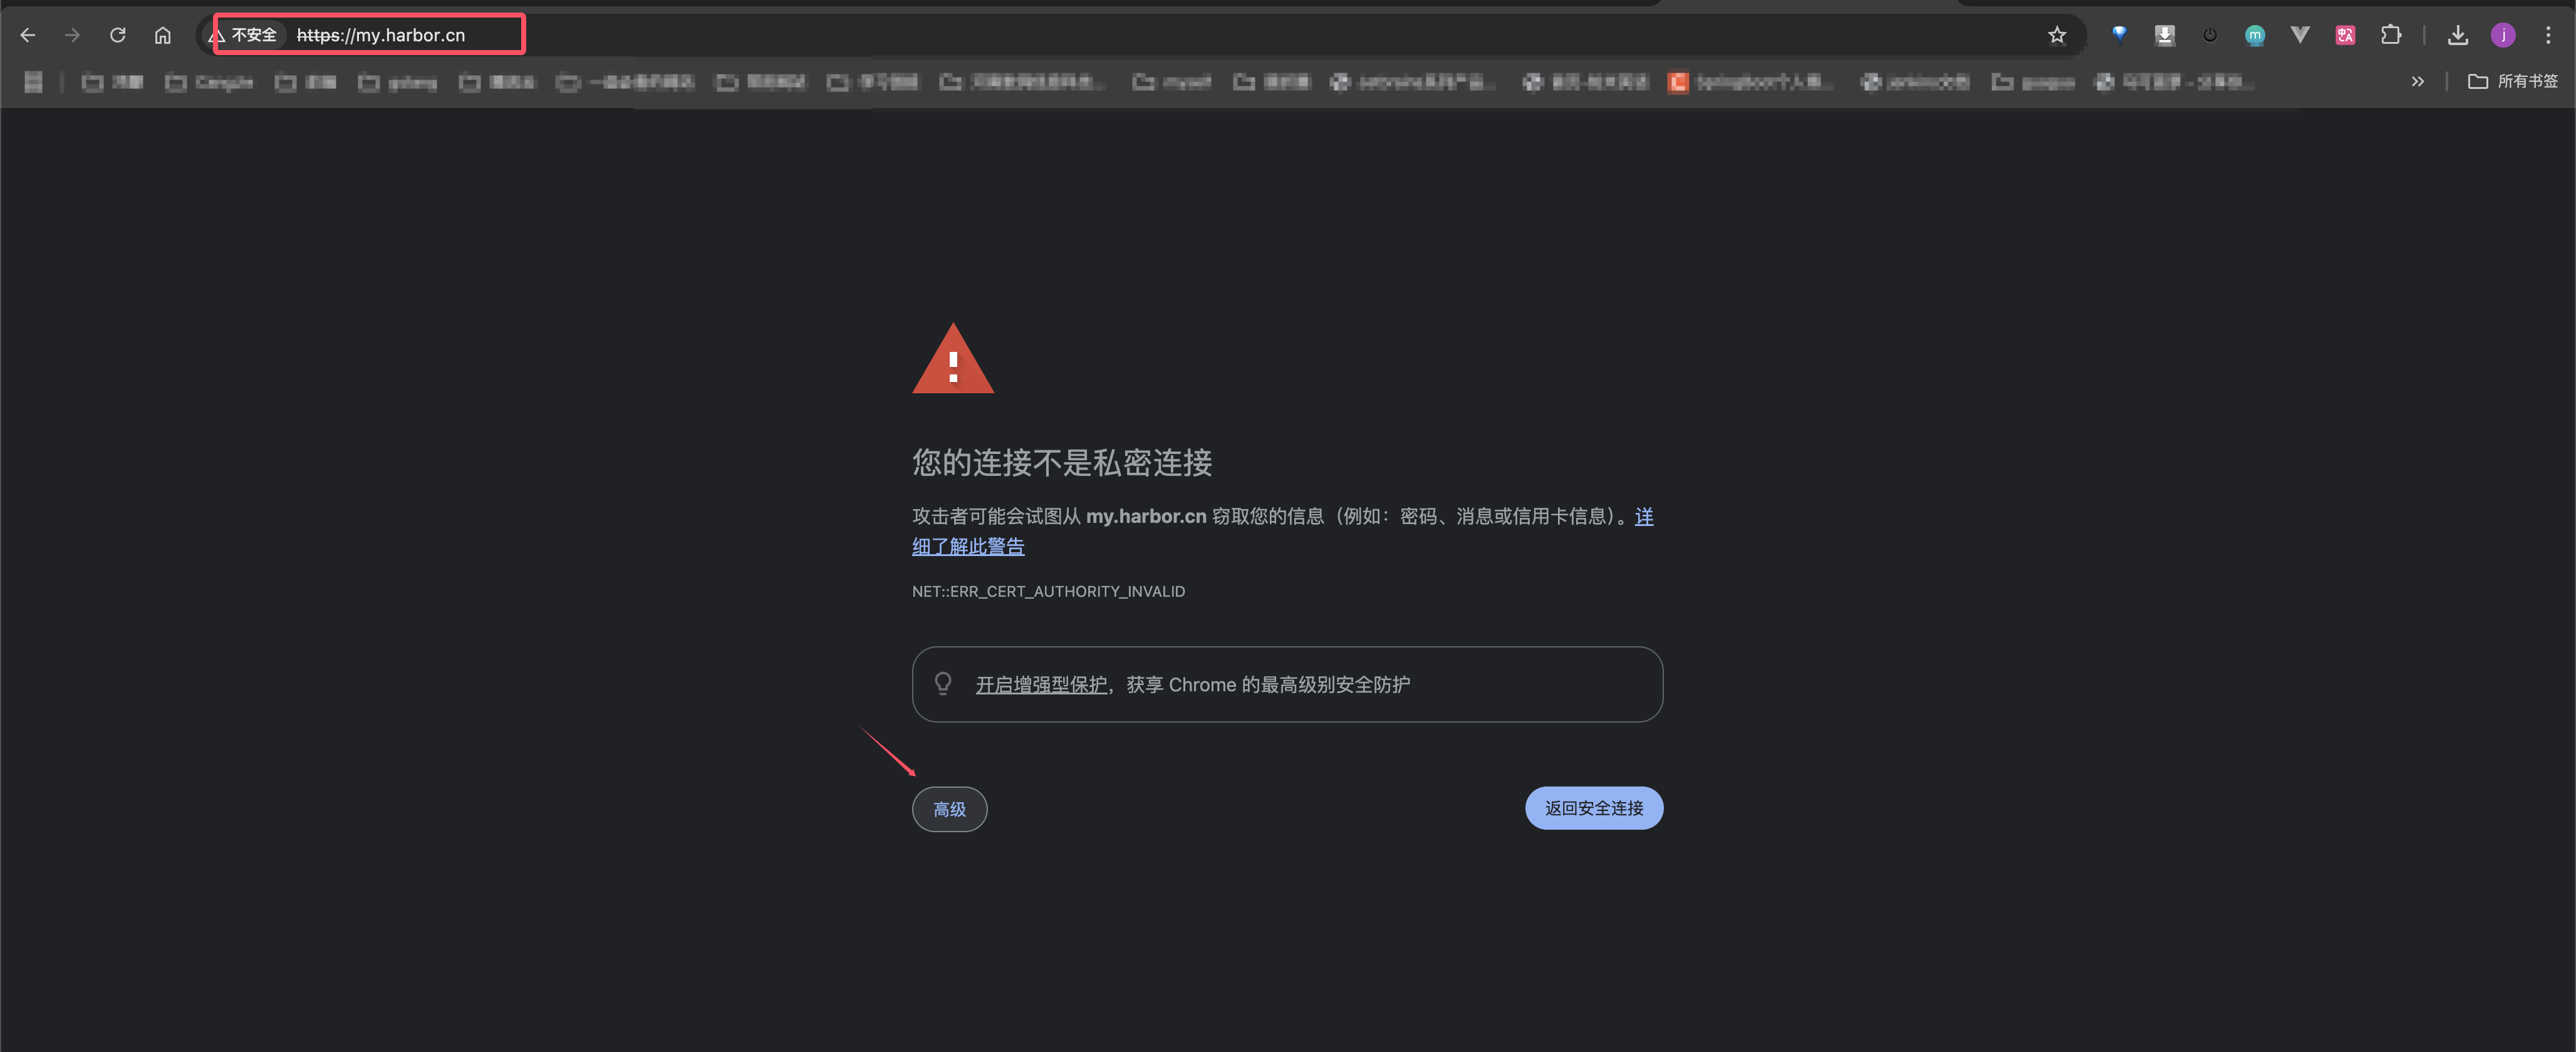 不安全 https://my.harbor.cn
所有书签
您的连接不是私密连接
攻击者可能会试图从 my.harbor.cn 窃取您的信息（例如：密码、消息或信用卡信息）。详
细了解此警告
NET::ERR_CERT_AUTHORITY_INVALID
开启增强型保护，获享 Chrome 的最高级别安全防护
高级
返回安全连接